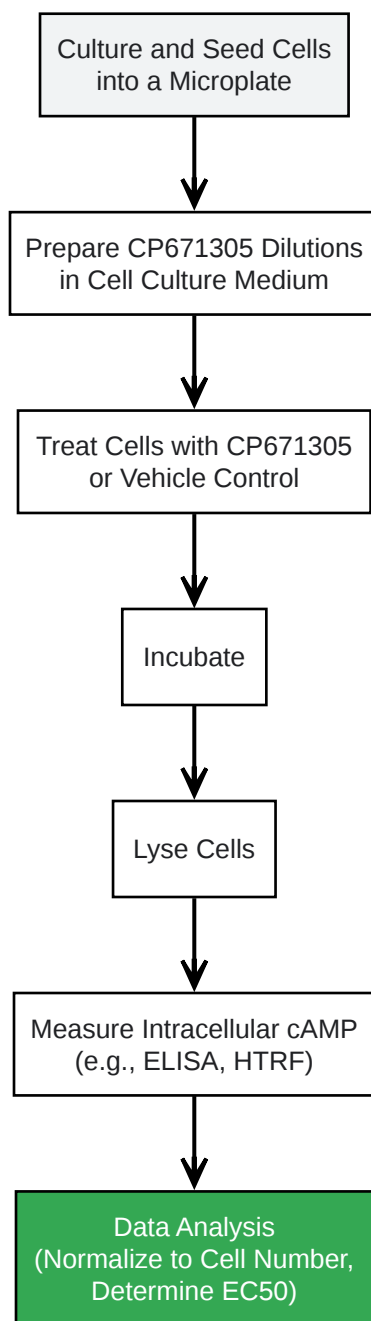 Culture and Seed Cells
into a Microplate
Prepare CP671305 Dilutions
in Cell Culture Medium
Treat Cells with CP671305
or Vehicle Control
Incubate
Lyse Cells
Measure Intracellular cAMP
(e.g., ELISA, HTRF)
Data Analysis
(Normalize to Cell Number,
Determine EC50)